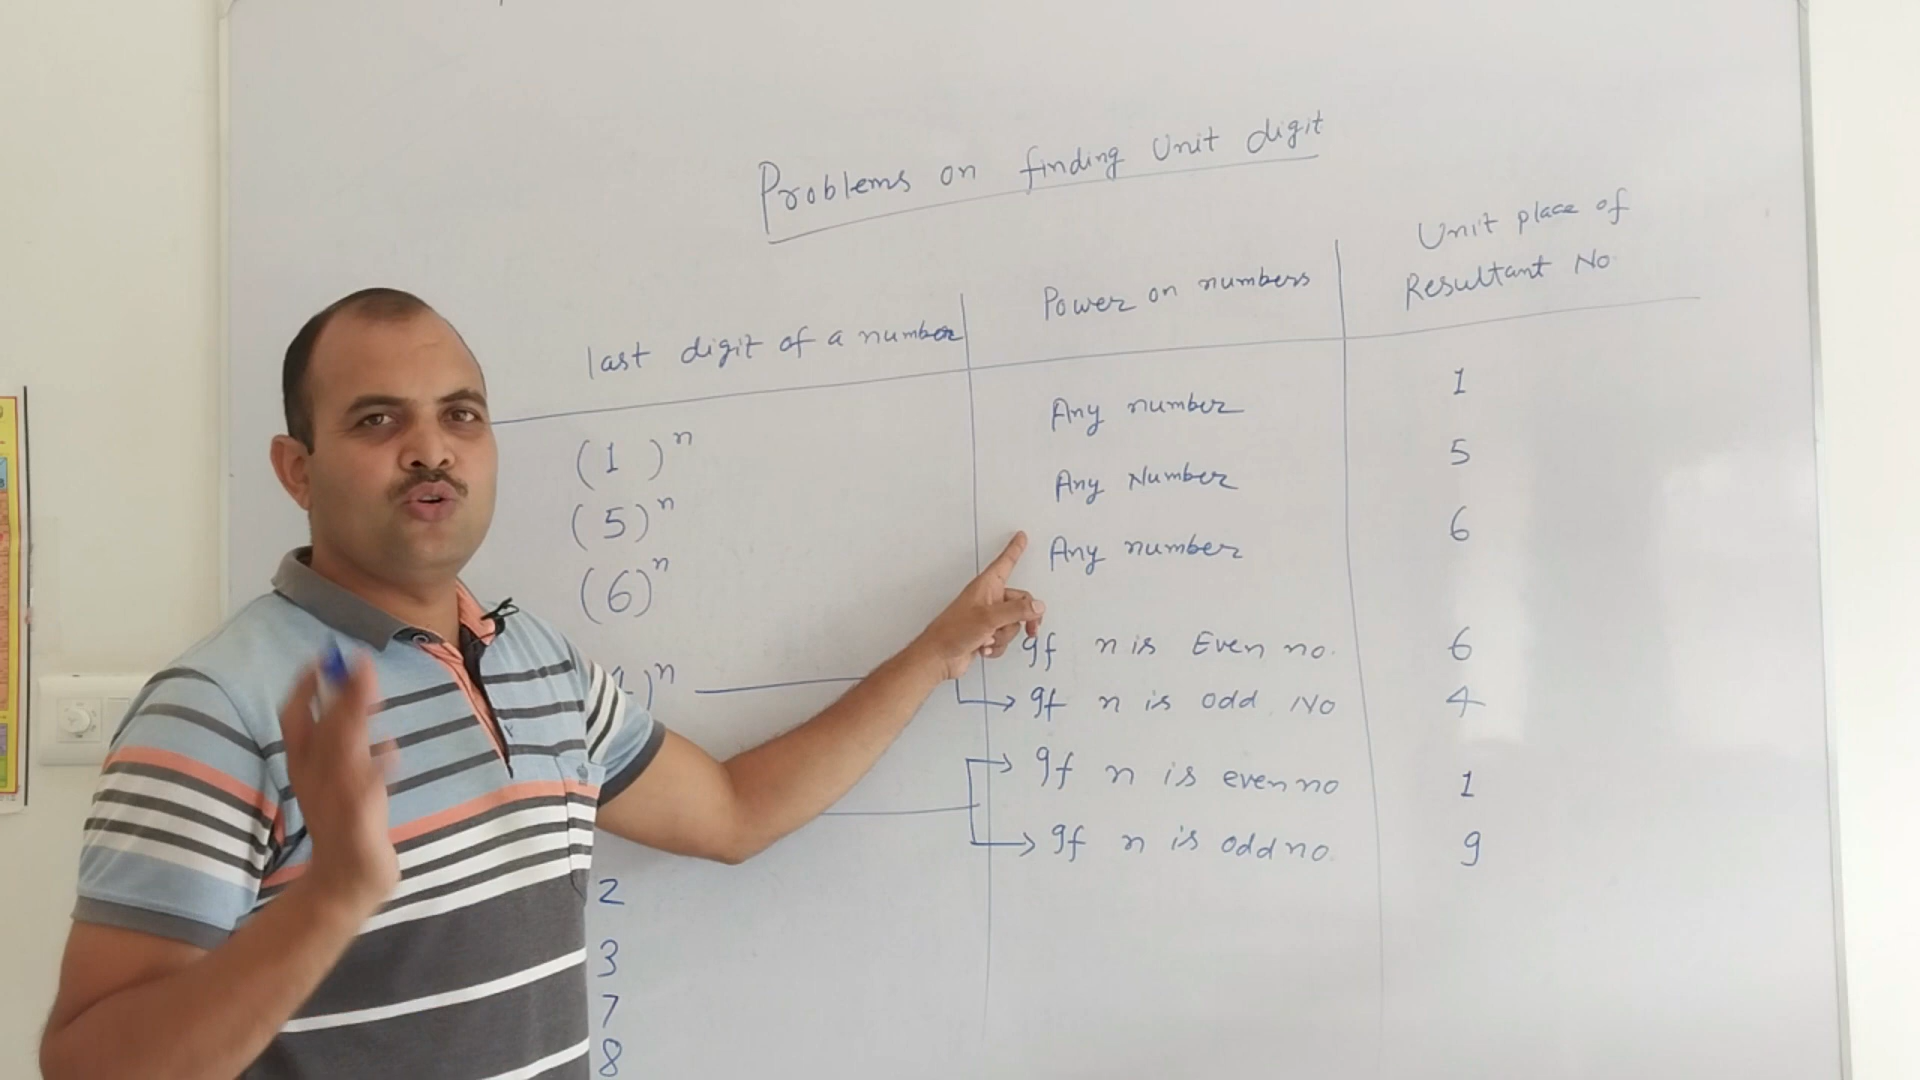 Problems on finding Unit digit
last digit of a number
Power on numbers
Unit place of
Resultant No.
(1)ⁿ Any number 1
(5)ⁿ Any Number 5
(6)ⁿ Any number 6
)ⁿ If n is Even no. 6
If n is odd No 4
If n is even no 1
If n is odd no. 9
2
3
7
8